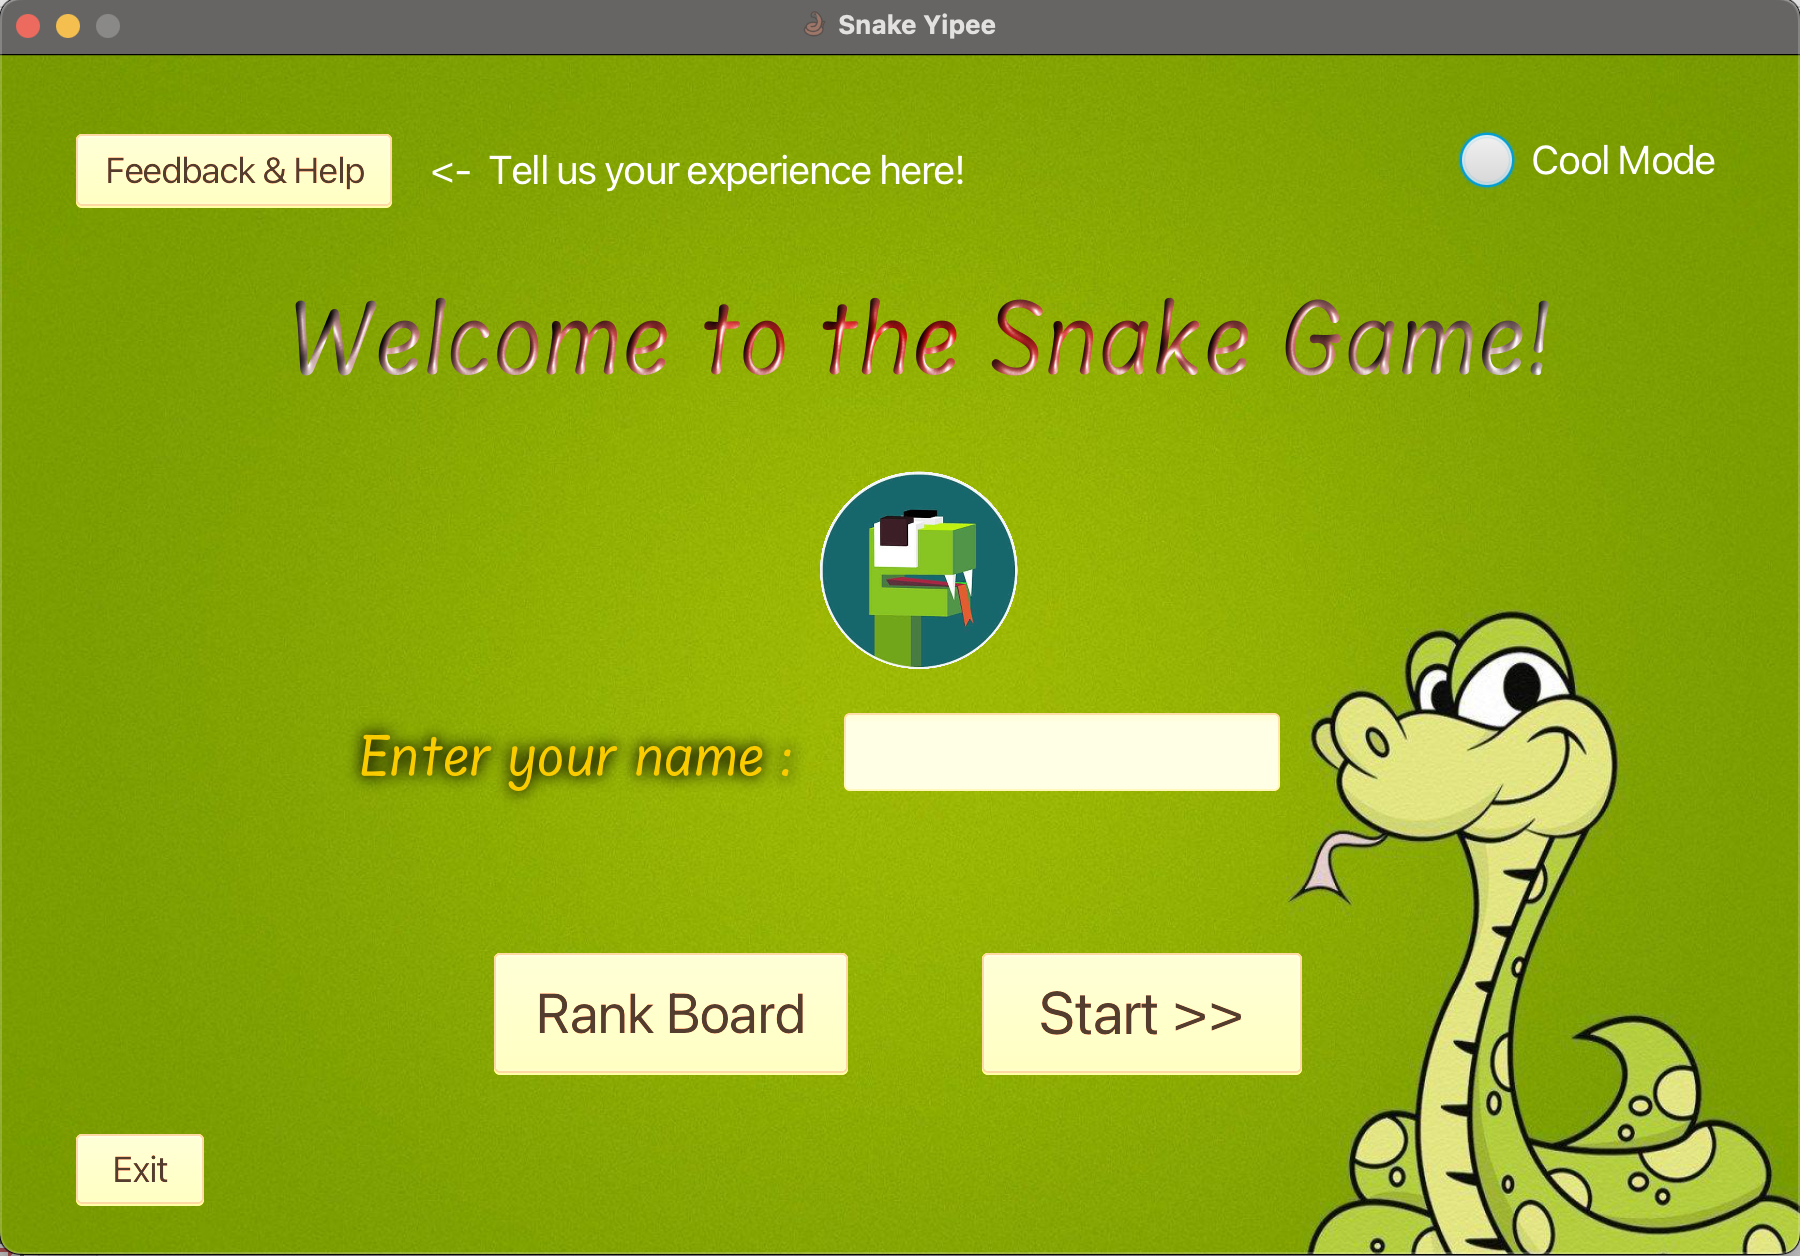 Snake Yipee
Feedback & Help
<- Tell us your experience here!
Cool Mode
Welcome to the Snake Game!
Enter your name :
Rank Board
Start >>
Exit